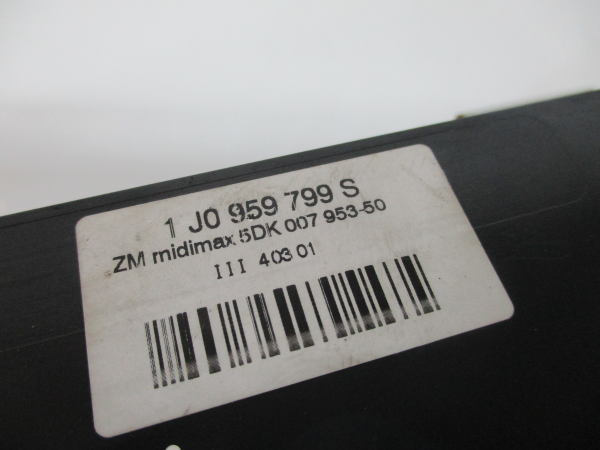 1 J0 959 799 S
ZM midimax 5DK 007 953-50
III 403 01